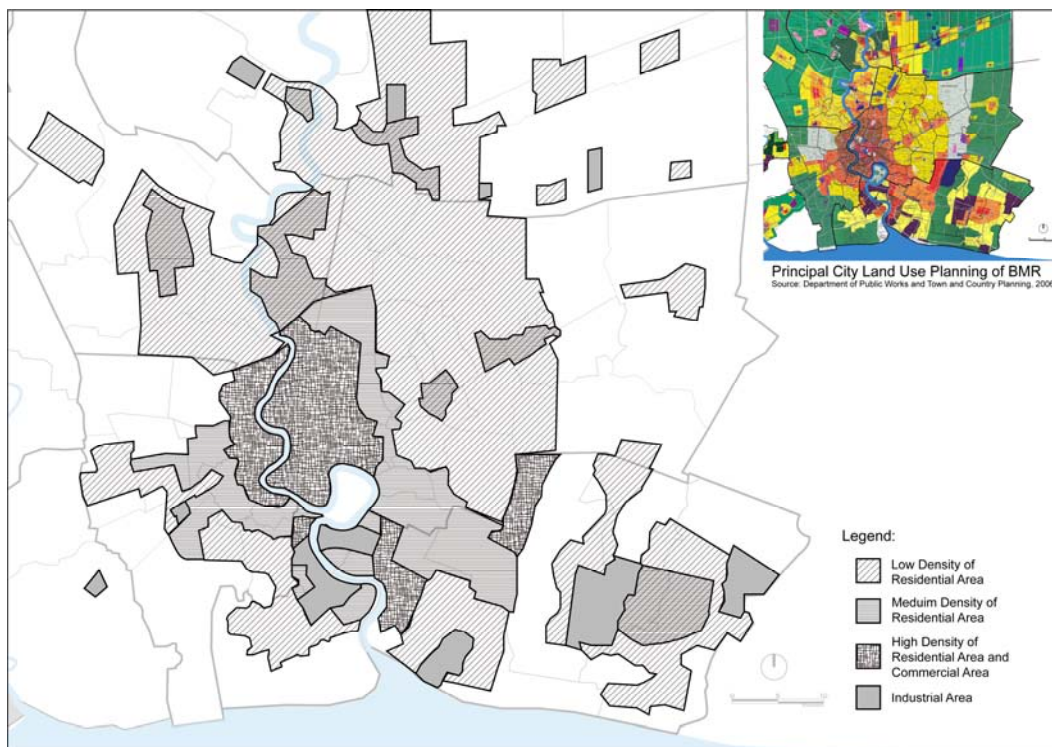 Principal City Land Use Planning of BMR
Source: Department of Public Works and Town and Country Planning, 2006
Legend:
Low Density of
Residential Area
Meduim Density of
Residential Area
High Density of
Residential Area and
Commercial Area
Industrial Area